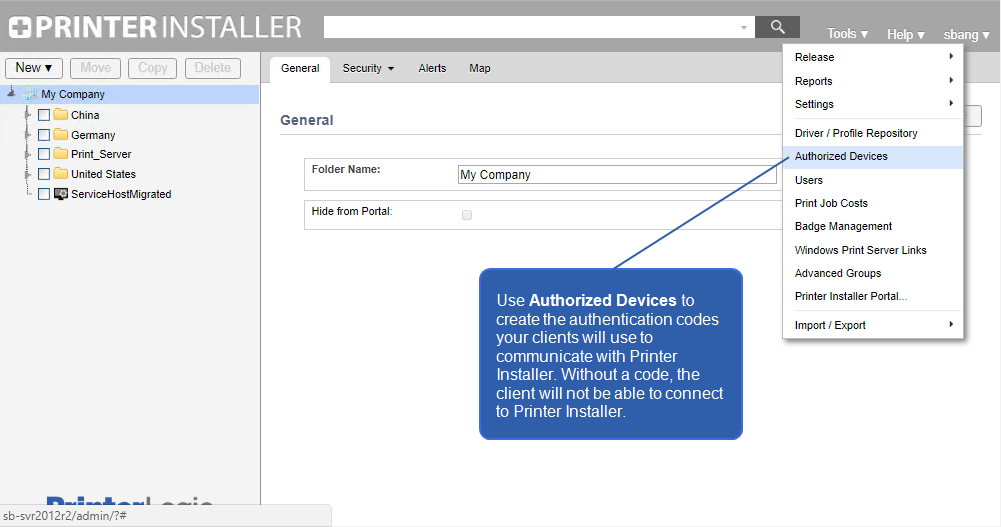 PRINTER INSTALLER
Tools ▾ Help ▾ sbang ▾
New ▾ Move Copy Delete
My Company
China
Germany
Print_Server
United States
ServiceHostMigrated
General Security Alerts Map
General
Folder Name: My Company
Hide from Portal:
Release
Reports
Settings
Driver / Profile Repository
Authorized Devices
Users
Print Job Costs
Badge Management
Windows Print Server Links
Advanced Groups
Printer Installer Portal...
Import / Export
Use Authorized Devices to
create the authentication codes
your clients will use to
communicate with Printer
Installer. Without a code, the
client will not be able to connect
to Printer Installer.
PrinterLogic
sb-svr2012r2/admin/?#